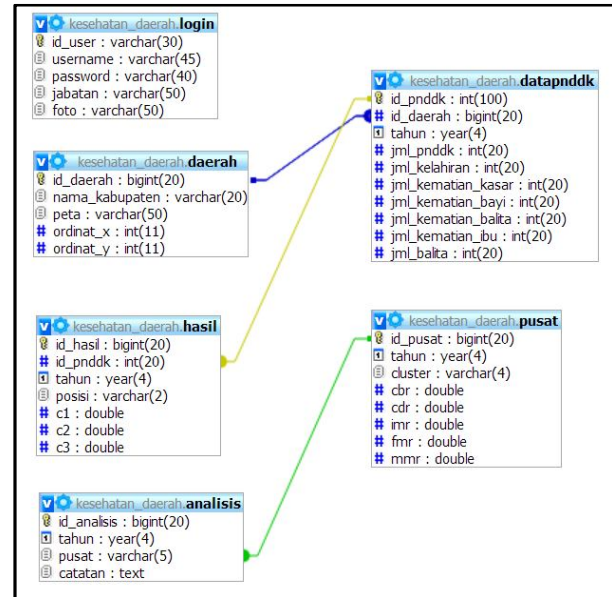 kesehatan_daerah.login
id_user : varchar(30)
username : varchar(45)
password : varchar(40)
jabatan : varchar(50)
foto : varchar(50)
kesehatan_daerah.daerah
id_daerah : bigint(20)
nama_kabupaten : varchar(20)
peta : varchar(50)
ordinat_x : int(11)
ordinat_y : int(11)
kesehatan_daerah.hasil
id_hasil : bigint(20)
id_pnddk : int(20)
tahun : year(4)
posisi : varchar(2)
c1 : double
c2 : double
c3 : double
kesehatan_daerah.analisis
id_analisis : bigint(20)
tahun : year(4)
pusat : varchar(5)
catatan : text
kesehatan_daerah.datapnddk
id_pnddk : int(100)
id_daerah : bigint(20)
tahun : year(4)
jml_pnddk : int(20)
jml_kelahiran : int(20)
jml_kematian_kasar : int(20)
jml_kematian_bayi : int(20)
jml_kematian_balita : int(20)
jml_kematian_ibu : int(20)
jml_balita : int(20)
kesehatan_daerah.pusat
id_pusat : bigint(20)
tahun : year(4)
cluster : varchar(4)
cbr : double
cdr : double
imr : double
fmr : double
mmr : double